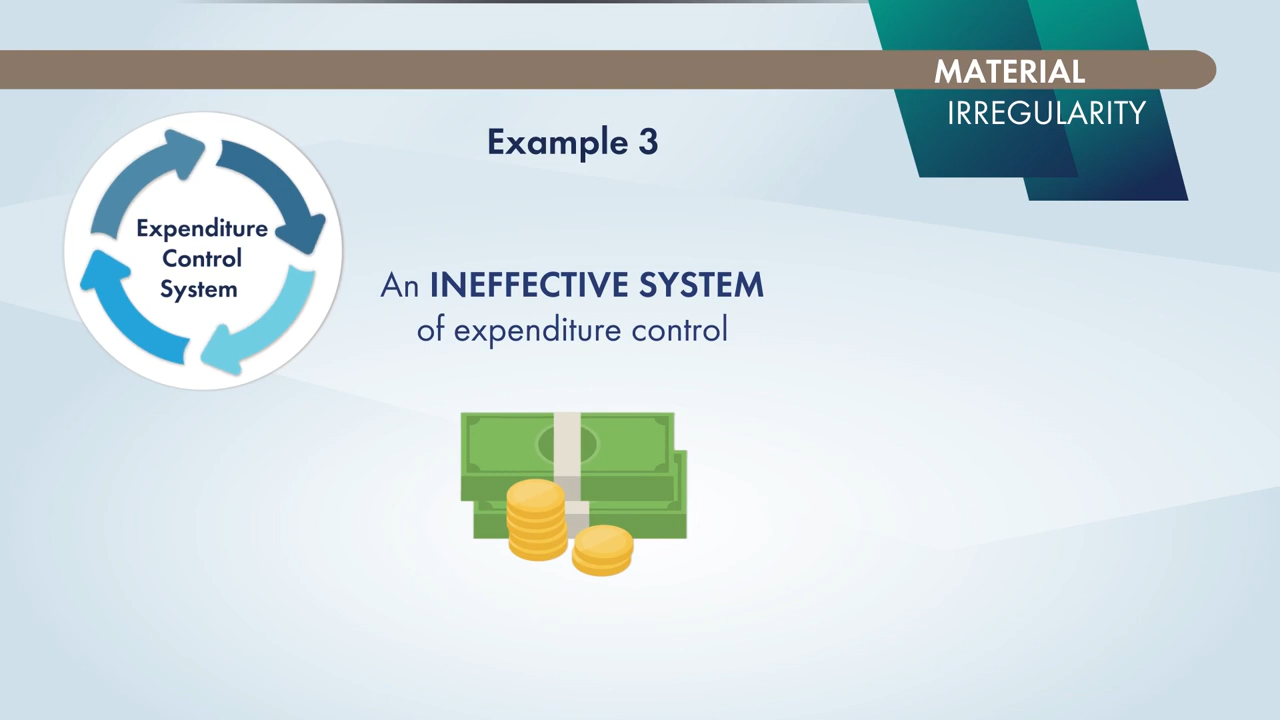 MATERIAL
IRREGULARITY
Example 3
Expenditure
Control
System
An INEFFECTIVE SYSTEM
of expenditure control